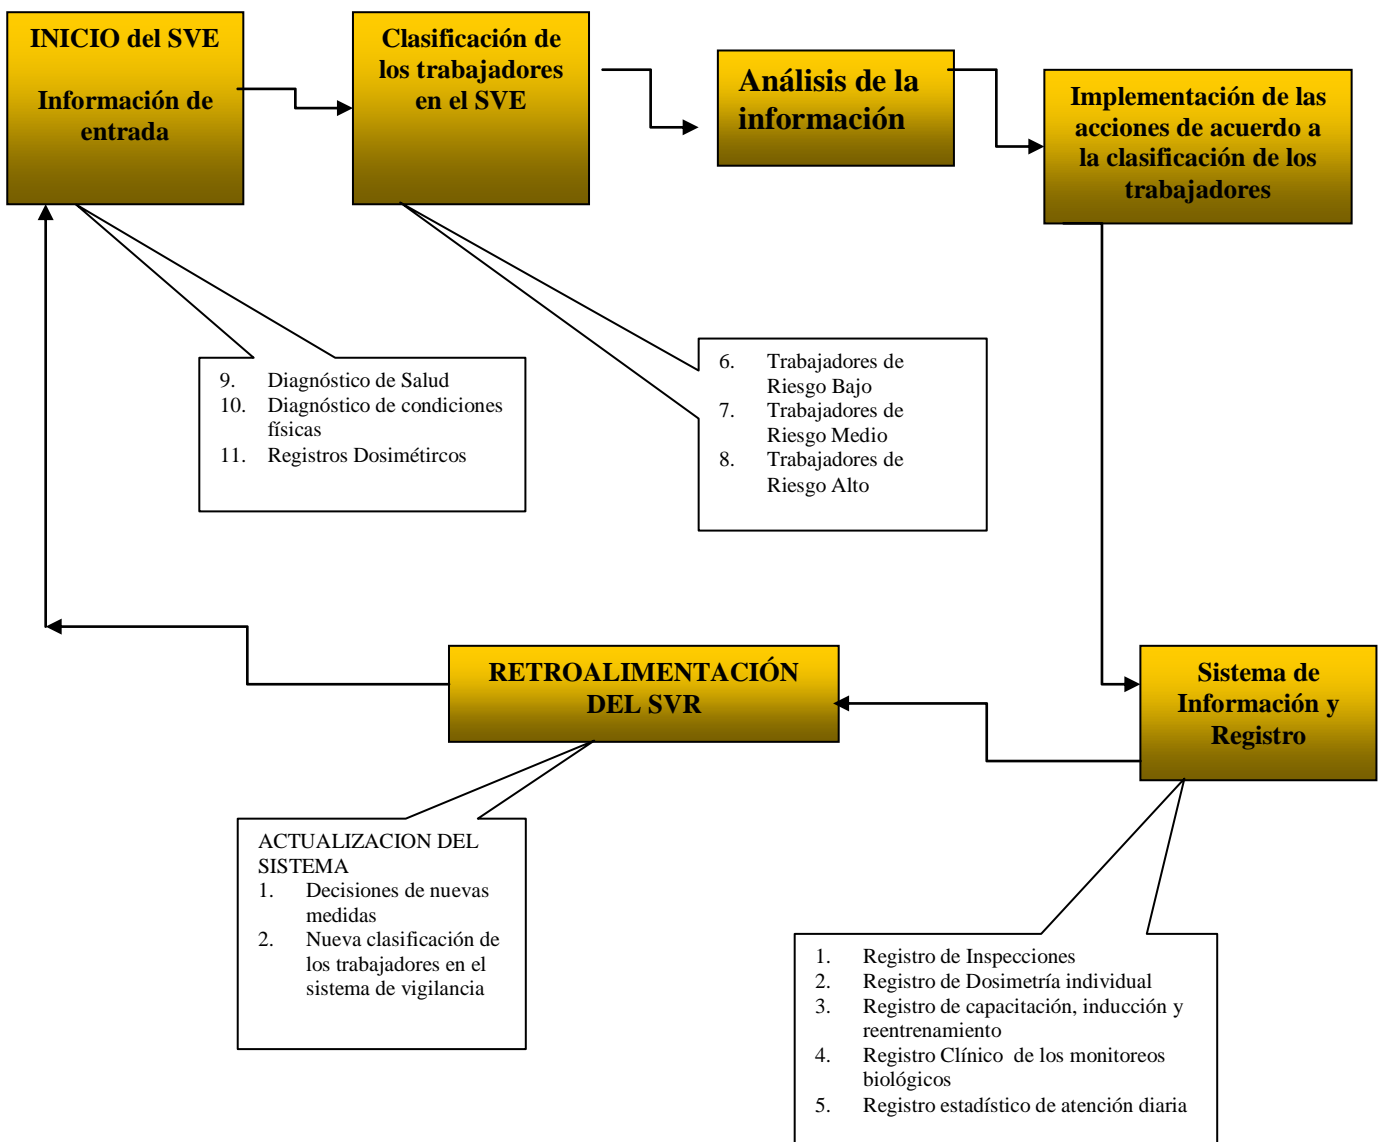 INICIO del SVE
Información de
entrada
Clasificación de
los trabajadores
en el SVE
Análisis de la
información
Implementación de las
acciones de acuerdo a
la clasificación de los
trabajadores
9. Diagnóstico de Salud
10. Diagnóstico de condiciones
físicas
11. Registros Dosimétircos
6. Trabajadores de
Riesgo Bajo
7. Trabajadores de
Riesgo Medio
8. Trabajadores de
Riesgo Alto
RETROALIMENTACIÓN
DEL SVR
Sistema de
Información y
Registro
ACTUALIZACION DEL
SISTEMA
1. Decisiones de nuevas
medidas
2. Nueva clasificación de
los trabajadores en el
sistema de vigilancia
1. Registro de Inspecciones
2. Registro de Dosimetría individual
3. Registro de capacitación, inducción y
reentrenamiento
4. Registro Clínico  de los monitoreos
biológicos
5. Registro estadístico de atención diaria